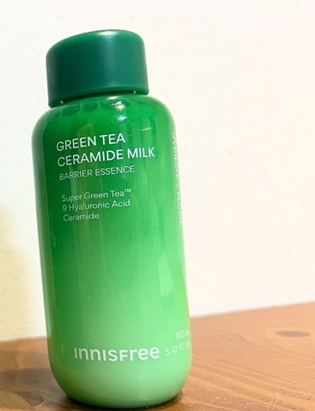 GREEN TEA
CERAMIDE MILK
BARRIER ESSENCE
Super Green Tea™
9 Hyaluronic Acid
Ceramide
innisfree